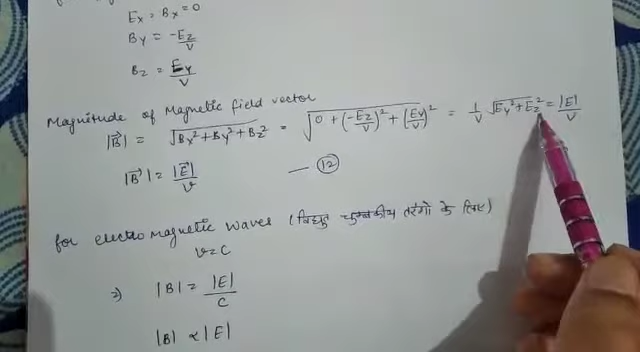 Ex = Bx = 0
By = -Ez/v
Bz = Ey/v
Magnitude of Magnetic field vector
|B⃗| = √(Bx²+By²+Bz²) = √(0 + (-Ez/v)² + (Ey/v)²) = 1/v √(Ey²+Ez²) = |E|/v
|B⃗| = |E⃗|/v — (12)
for electromagnetic waves (विद्युत चुम्बकीय तरंगो के लिए)
v=c
⇒ |B| = |E|/c
|B| ∝ |E|